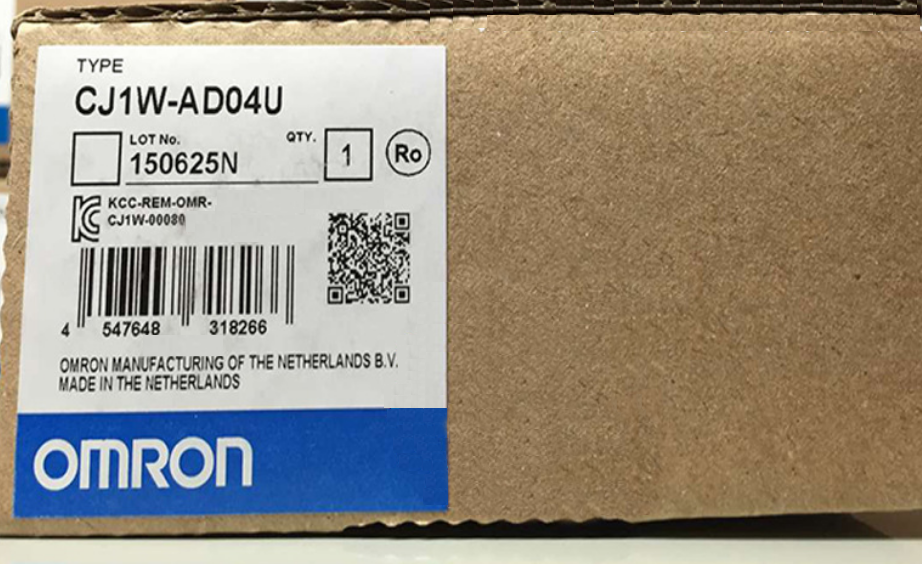 TYPE
CJ1W-AD04U
LOT No.
150625N
QTY.
1
Ro
KCC-REM-OMR-
CJ1W-00080
4 547648 318266
OMRON MANUFACTURING OF THE NETHERLANDS B.V.
MADE IN THE NETHERLANDS
OMRON